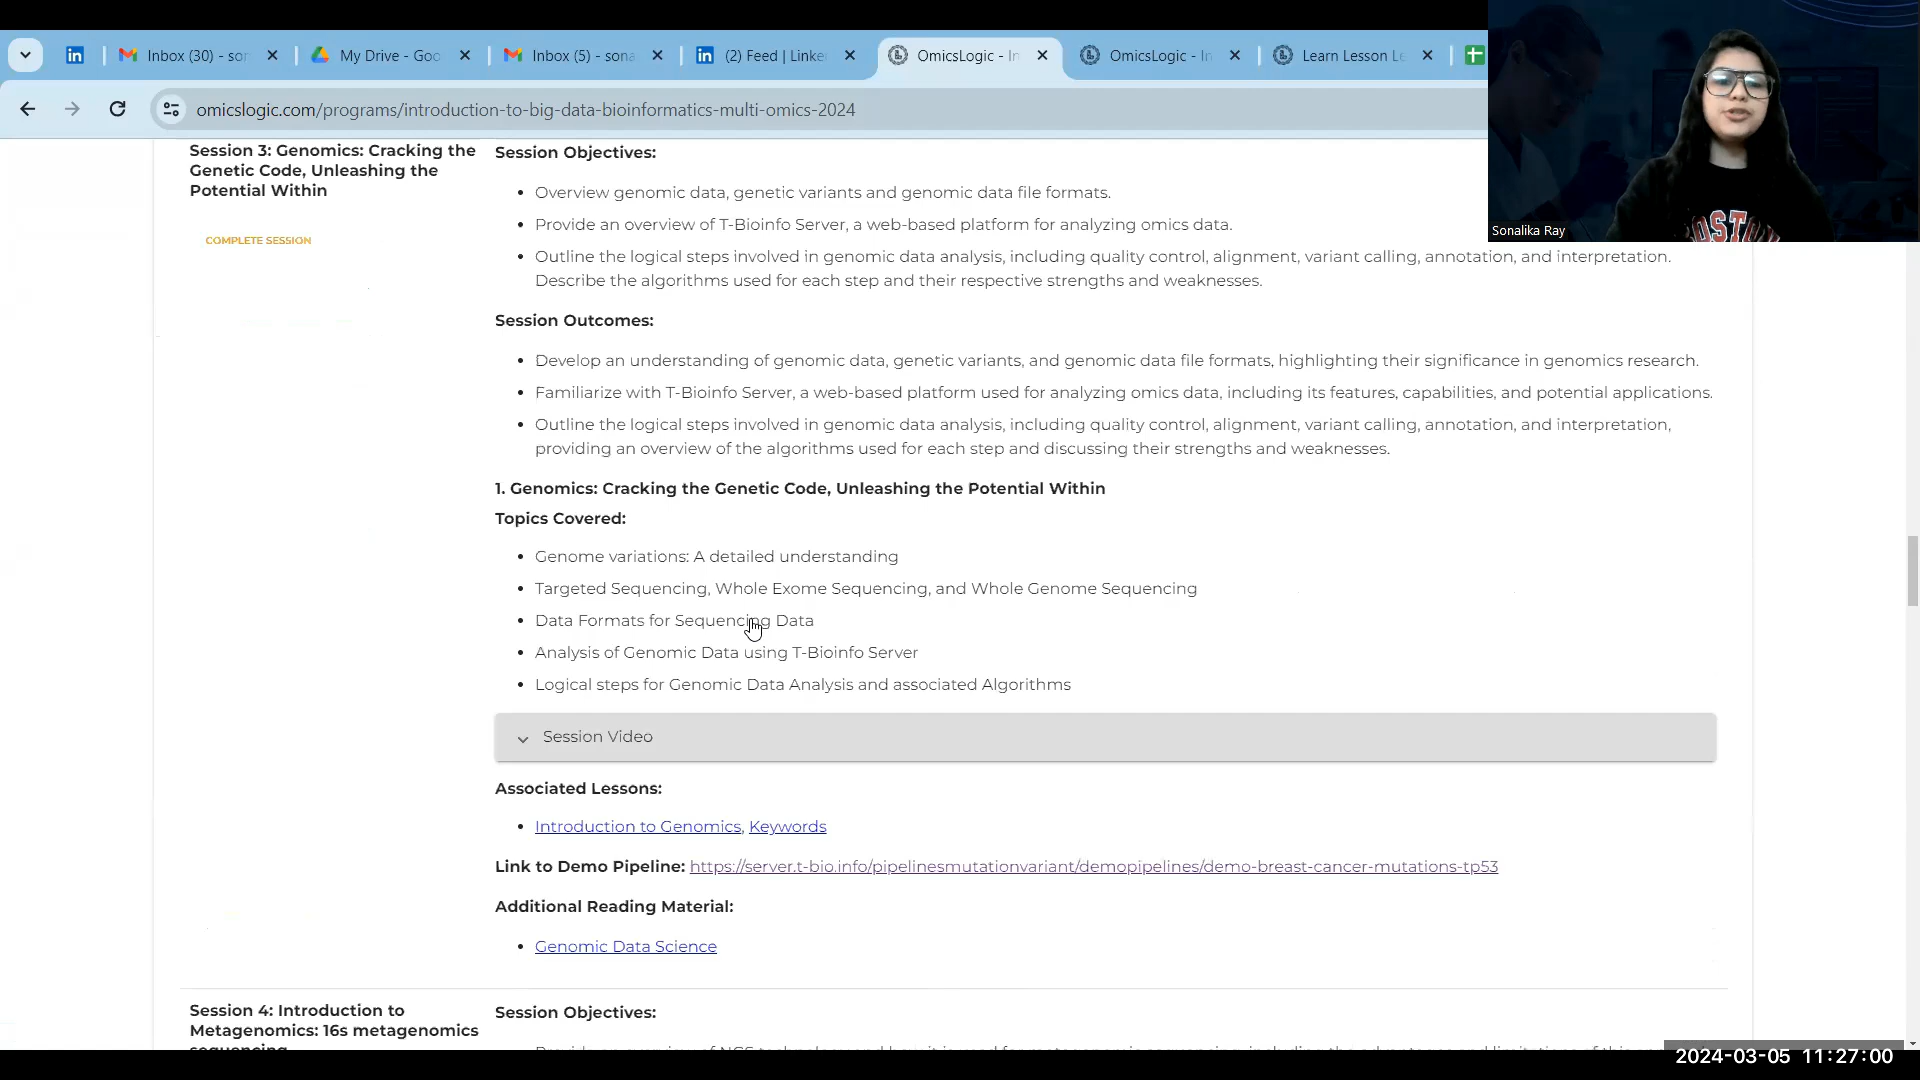 Inbox (30) - son
My Drive - Goo
Inbox (5) - sona
(2) Feed | Linke
OmicsLogic - In
OmicsLogic - In
Learn Lesson Le
omicslogic.com/programs/introduction-to-big-data-bioinformatics-multi-omics-2024
Sonalika Ray
Session 3: Genomics: Cracking the
Genetic Code, Unleashing the
Potential Within
COMPLETE SESSION
Session Objectives:
• Overview genomic data, genetic variants and genomic data file formats.
• Provide an overview of T-Bioinfo Server, a web-based platform for analyzing omics data.
• Outline the logical steps involved in genomic data analysis, including quality control, alignment, variant calling, annotation, and interpretation.
Describe the algorithms used for each step and their respective strengths and weaknesses.
Session Outcomes:
• Develop an understanding of genomic data, genetic variants, and genomic data file formats, highlighting their significance in genomics research.
• Familiarize with T-Bioinfo Server, a web-based platform used for analyzing omics data, including its features, capabilities, and potential applications.
• Outline the logical steps involved in genomic data analysis, including quality control, alignment, variant calling, annotation, and interpretation,
providing an overview of the algorithms used for each step and discussing their strengths and weaknesses.
1. Genomics: Cracking the Genetic Code, Unleashing the Potential Within
Topics Covered:
• Genome variations: A detailed understanding
• Targeted Sequencing, Whole Exome Sequencing, and Whole Genome Sequencing
• Data Formats for Sequencing Data
• Analysis of Genomic Data using T-Bioinfo Server
• Logical steps for Genomic Data Analysis and associated Algorithms
Session Video
Associated Lessons:
• Introduction to Genomics, Keywords
Link to Demo Pipeline: https://server.t-bio.info/pipelinesmutationvariant/demopipelines/demo-breast-cancer-mutations-tp53
Additional Reading Material:
• Genomic Data Science
Session 4: Introduction to
Metagenomics: 16s metagenomics
sequencing
Session Objectives:
2024-03-05 11:27:00